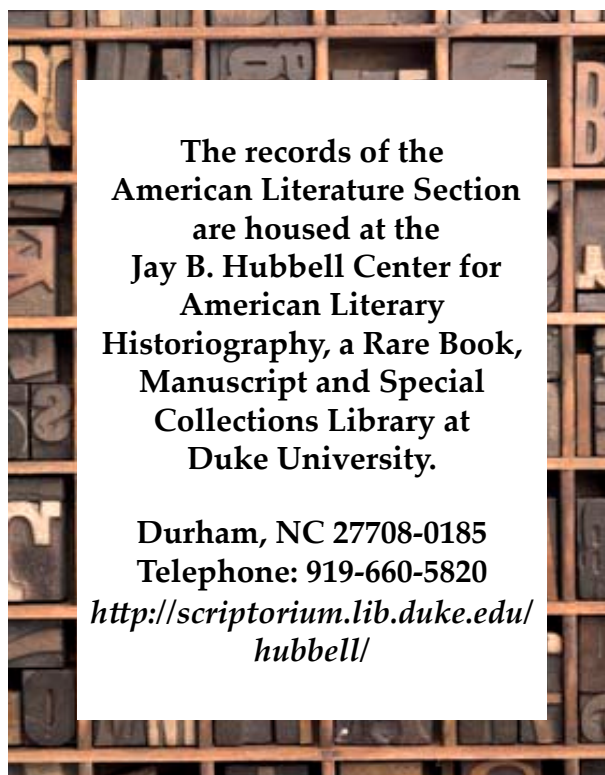 The records of the
American Literature Section
are housed at the
Jay B. Hubbell Center for
American Literary
Historiography, a Rare Book,
Manuscript and Special
Collections Library at
Duke University.
Durham, NC 27708-0185
Telephone: 919-660-5820
http://scriptorium.lib.duke.edu/
hubbell/